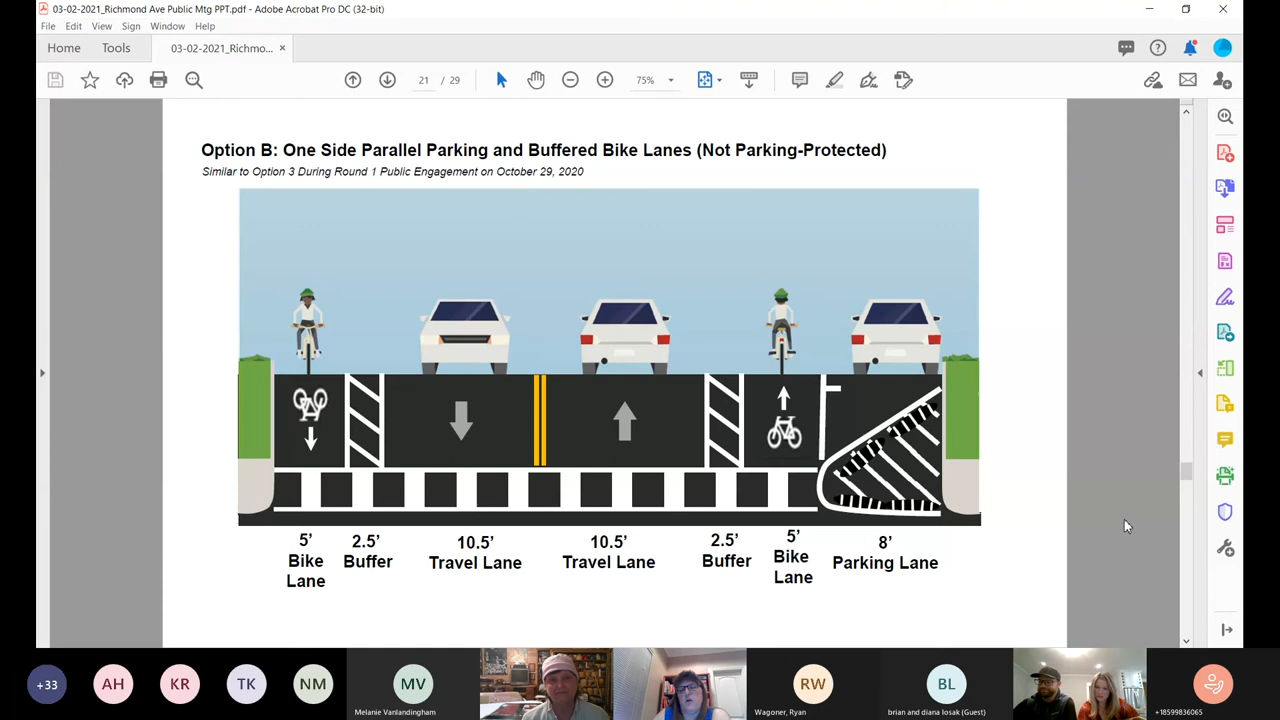 03-02-2021_Richmond Ave Public Mtg PPT.pdf - Adobe Acrobat Pro DC (32-bit)
File Edit View Sign Window Help
Home Tools 03-02-2021_Richmo... ×
21 / 29 75%
Option B: One Side Parallel Parking and Buffered Bike Lanes (Not Parking-Protected)
Similar to Option 3 During Round 1 Public Engagement on October 29, 2020
5' Bike Lane
2.5' Buffer
10.5' Travel Lane
10.5' Travel Lane
2.5' Buffer
5' Bike Lane
8' Parking Lane
+33 AH KR TK NM MV RW BL
Melanie Vanlandingham
Wagoner, Ryan
brian and diana losak (Guest)
+18599836065